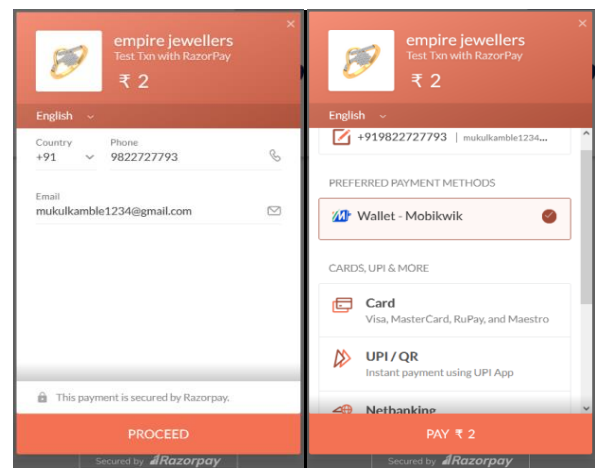 empire jewellers
Test Txn with RazorPay
₹ 2
English
Country Phone
+91 9822727793
Email
mukulkamble1234@gmail.com
This payment is secured by Razorpay.
PROCEED
Secured by Razorpay
empire jewellers
Test Txn with RazorPay
₹ 2
English
+919822727793 | mukulkamble1234...
PREFERRED PAYMENT METHODS
Wallet - Mobikwik
CARDS, UPI & MORE
Card
Visa, MasterCard, RuPay, and Maestro
UPI / QR
Instant payment using UPI App
Netbanking
PAY ₹ 2
Secured by Razorpay